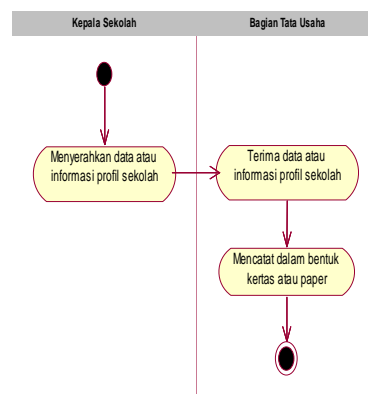 Kepala Sekolah
Bagian Tata Usaha
Menyerahkan data atau
informasi profil sekolah
Terima data atau
informasi profil sekolah
Mencatat dalam bentuk
kertas atau paper